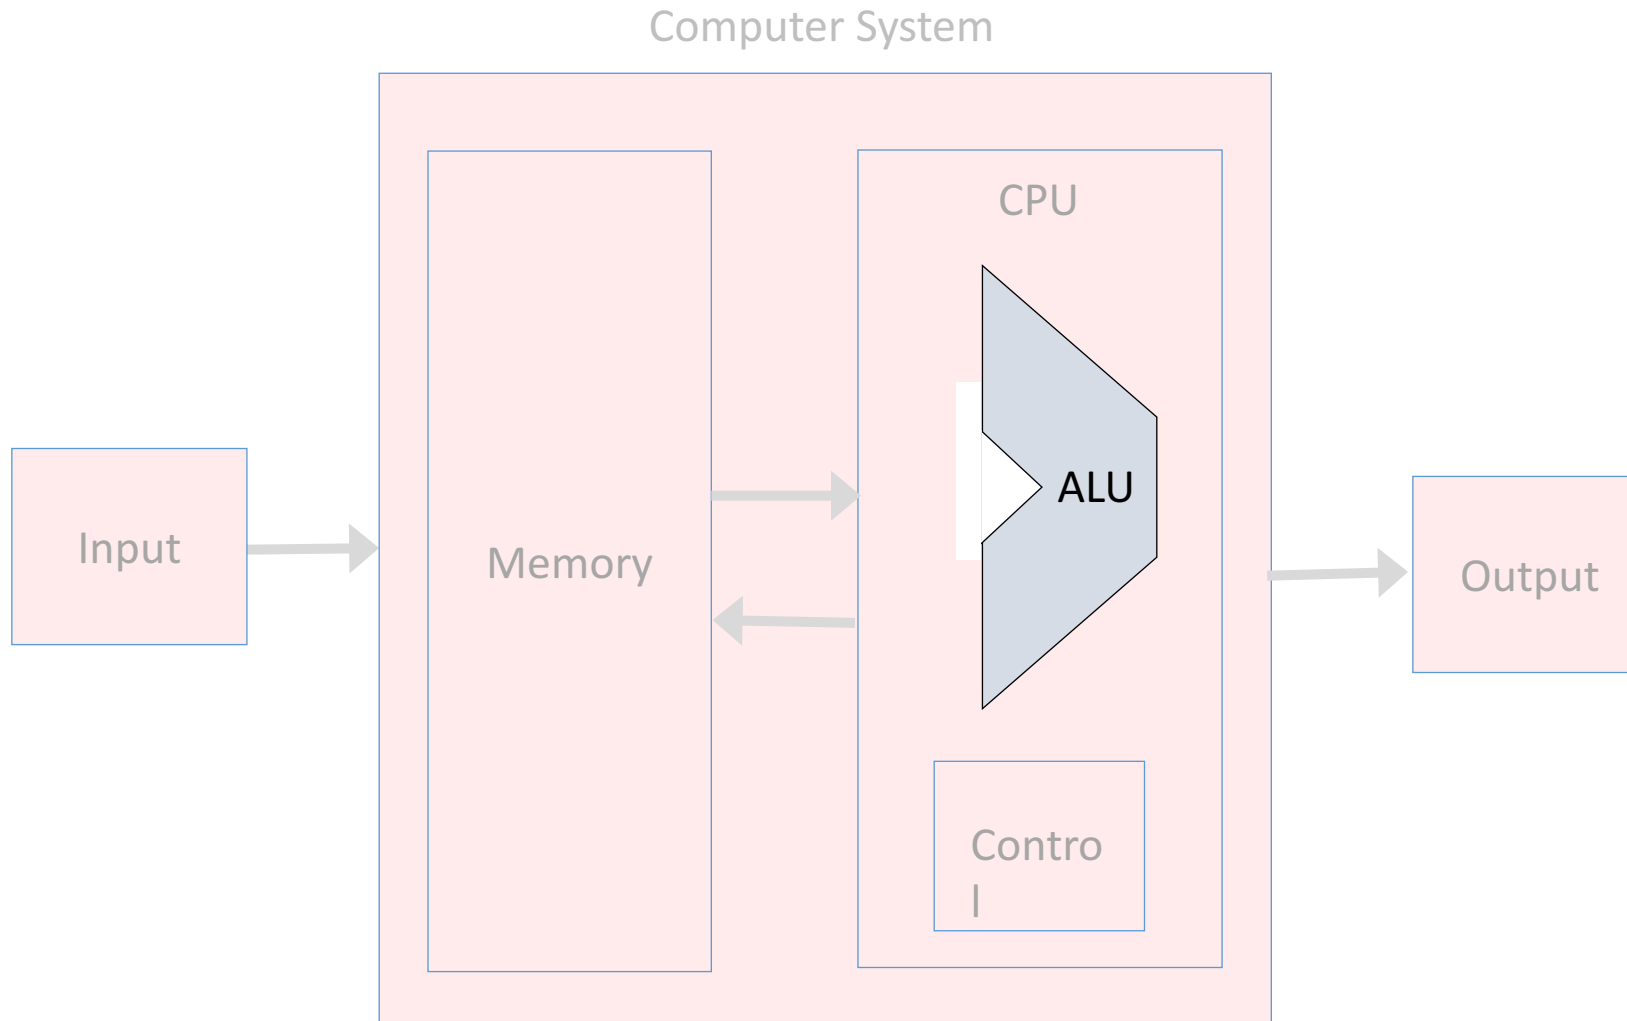 Computer System
CPU
ALU
Input
Memory
Output
Contro
l